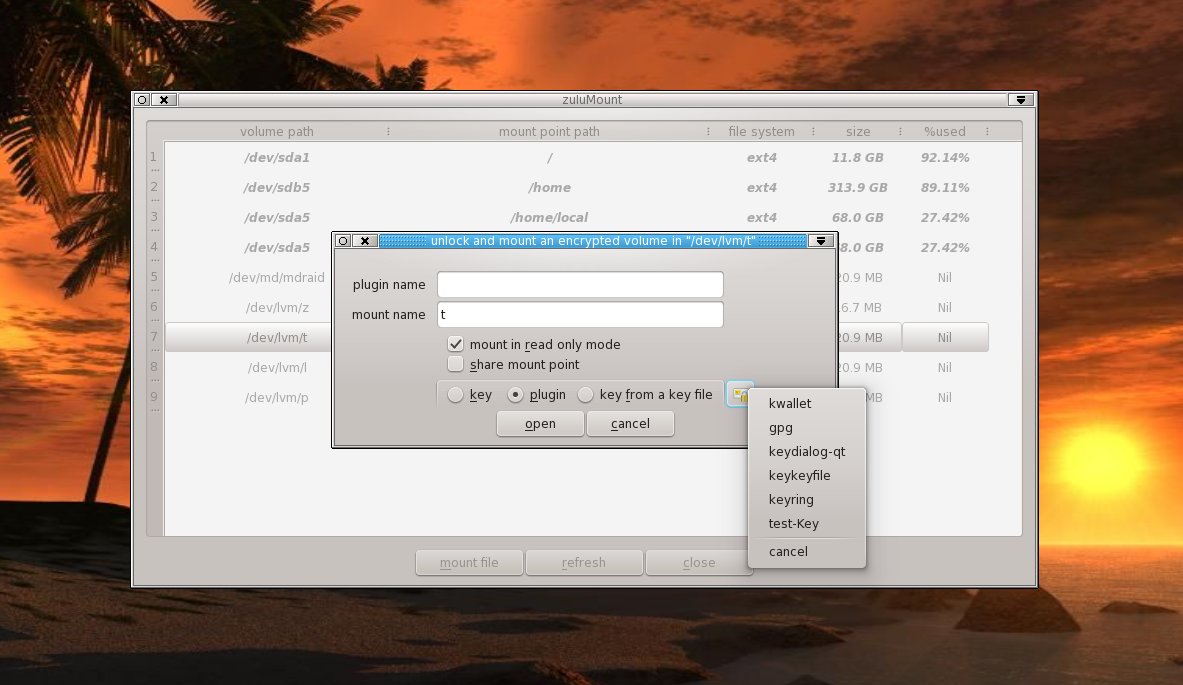 zuluMount
volume path mount point path file system size %used
1 /dev/sda1 / ext4 11.8 GB 92.14%
2 /dev/sdb5 /home ext4 313.9 GB 89.11%
3 /dev/sda5 /home/local ext4 68.0 GB 27.42%
4 /dev/sda5 8.0 GB 27.42%
5 /dev/md/mdraid 20.9 MB Nil
6 /dev/lvm/z 6.7 MB Nil
7 /dev/lvm/t 20.9 MB Nil
8 /dev/lvm/l 20.9 MB Nil
9 /dev/lvm/p MB Nil
unlock and mount an encrypted volume in "/dev/lvm/t"
plugin name
mount name t
mount in read only mode
share mount point
key plugin key from a key file
open cancel
kwallet
gpg
keydialog-qt
keykeyfile
keyring
test-Key
cancel
mount file refresh close